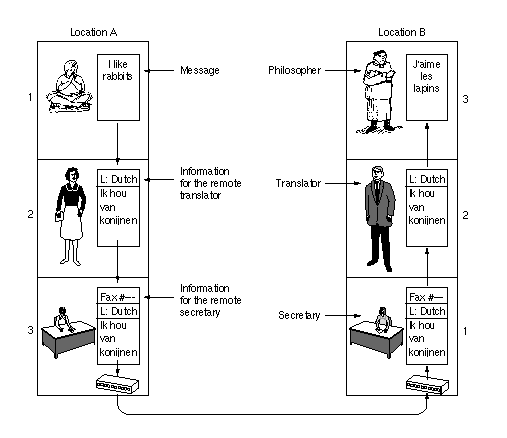 Location A
Location B
1
I like
rabbits
Message
Philosopher
J'aime
les
lapins
3
2
L: Dutch
Ik hou
van
konijnen
Information
for the remote
translator
Translator
L: Dutch
Ik hou
van
konijnen
2
3
Fax #---
L: Dutch
Ik hou
van
konijnen
Information
for the remote
secretary
Secretary
Fax #---
L: Dutch
Ik hou
van
konijnen
1